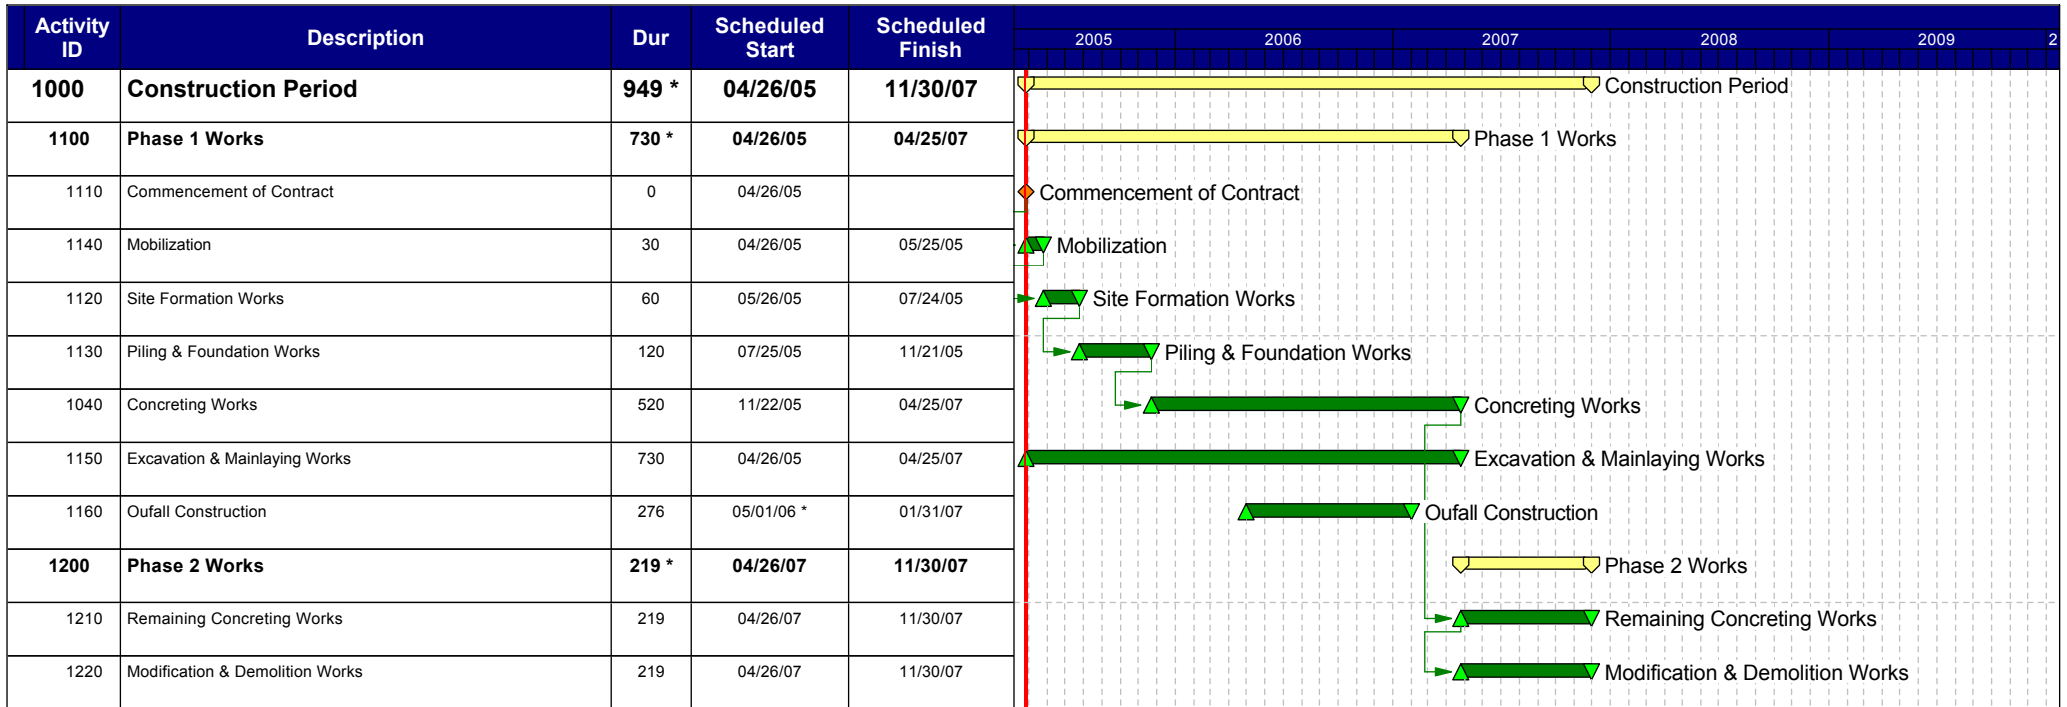 Activity ID Description Dur Scheduled Start Scheduled Finish 2005 2006 2007 2008 2009 2
1000 Construction Period 949 * 04/26/05 11/30/07 Construction Period
1100 Phase 1 Works 730 * 04/26/05 04/25/07 Phase 1 Works
1110 Commencement of Contract 0 04/26/05 Commencement of Contract
1140 Mobilization 30 04/26/05 05/25/05 Mobilization
1120 Site Formation Works 60 05/26/05 07/24/05 Site Formation Works
1130 Piling & Foundation Works 120 07/25/05 11/21/05 Piling & Foundation Works
1040 Concreting Works 520 11/22/05 04/25/07 Concreting Works
1150 Excavation & Mainlaying Works 730 04/26/05 04/25/07 Excavation & Mainlaying Works
1160 Oufall Construction 276 05/01/06 * 01/31/07 Oufall Construction
1200 Phase 2 Works 219 * 04/26/07 11/30/07 Phase 2 Works
1210 Remaining Concreting Works 219 04/26/07 11/30/07 Remaining Concreting Works
1220 Modification & Demolition Works 219 04/26/07 11/30/07 Modification & Demolition Works